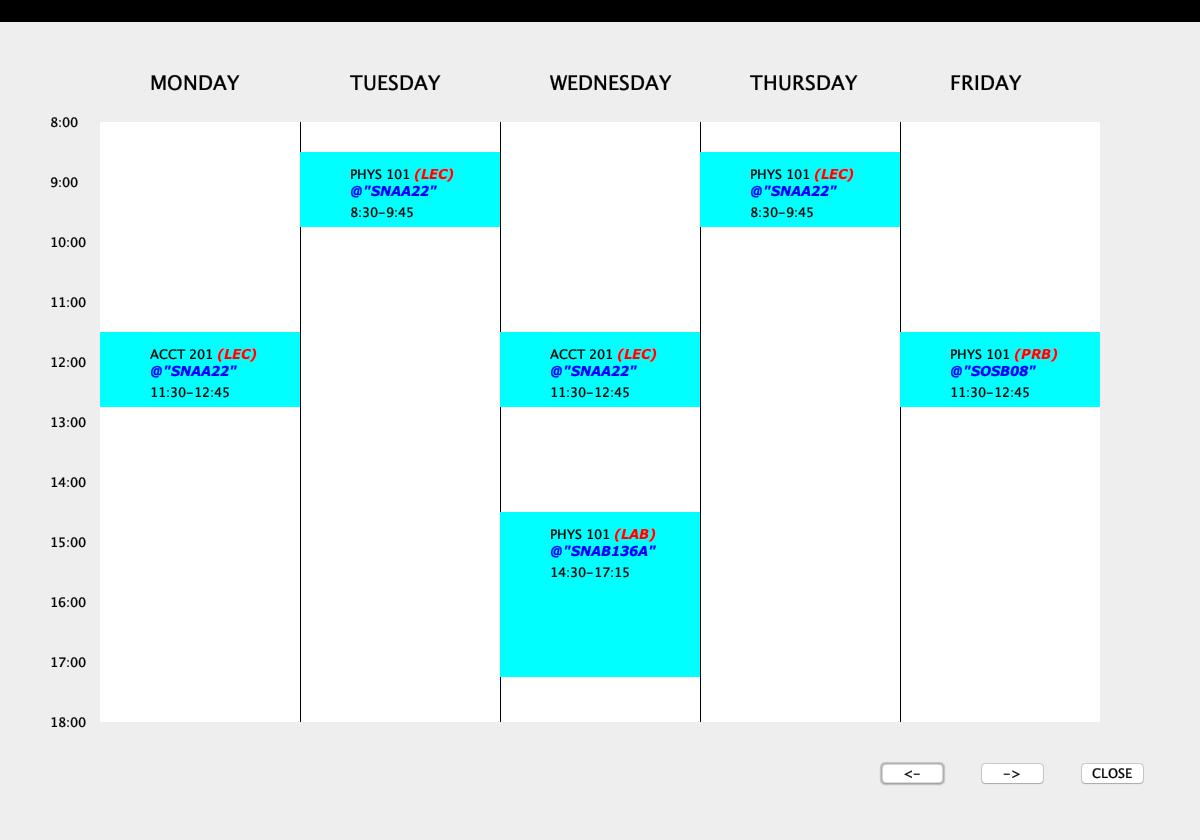 MONDAY TUESDAY WEDNESDAY THURSDAY FRIDAY
8:00
PHYS 101 (LEC)
@"SNAA22"
8:30-9:45
PHYS 101 (LEC)
@"SNAA22"
8:30-9:45
9:00
10:00
11:00
ACCT 201 (LEC)
@"SNAA22"
11:30-12:45
ACCT 201 (LEC)
@"SNAA22"
11:30-12:45
PHYS 101 (PRB)
@"SOSB08"
11:30-12:45
12:00
13:00
14:00
PHYS 101 (LAB)
@"SNAB136A"
14:30-17:15
15:00
16:00
17:00
18:00
<- -> CLOSE